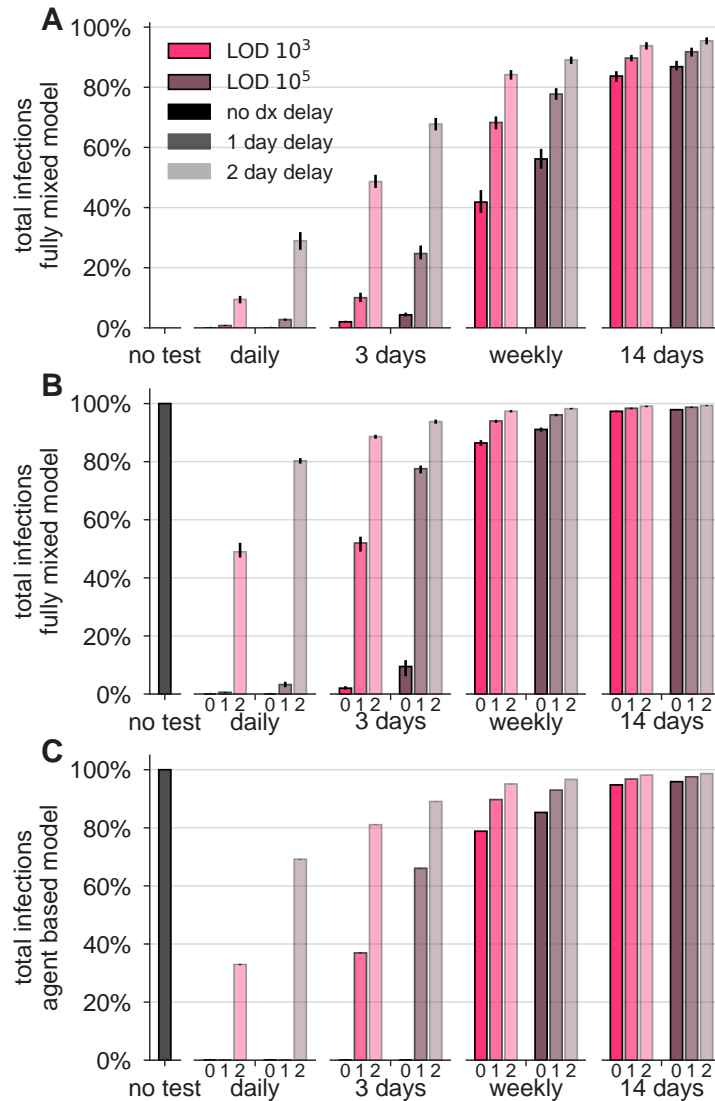 A
total infections
fully mixed model
100%
80%
60%
40%
20%
0%
LOD 10³
LOD 10⁵
no dx delay
1 day delay
2 day delay
no test
daily
3 days
weekly
14 days
B
total infections
fully mixed model
100%
80%
60%
40%
20%
0%
0 1 2 0 1 2 0 1 2 0 1 2 0 1 2 0 1 2 0 1 2 0 1 2
no test daily 3 days weekly 14 days
C
total infections
agent based model
100%
80%
60%
40%
20%
0%
0 1 2 0 1 2 0 1 2 0 1 2 0 1 2 0 1 2 0 1 2 0 1 2
no test daily 3 days weekly 14 days